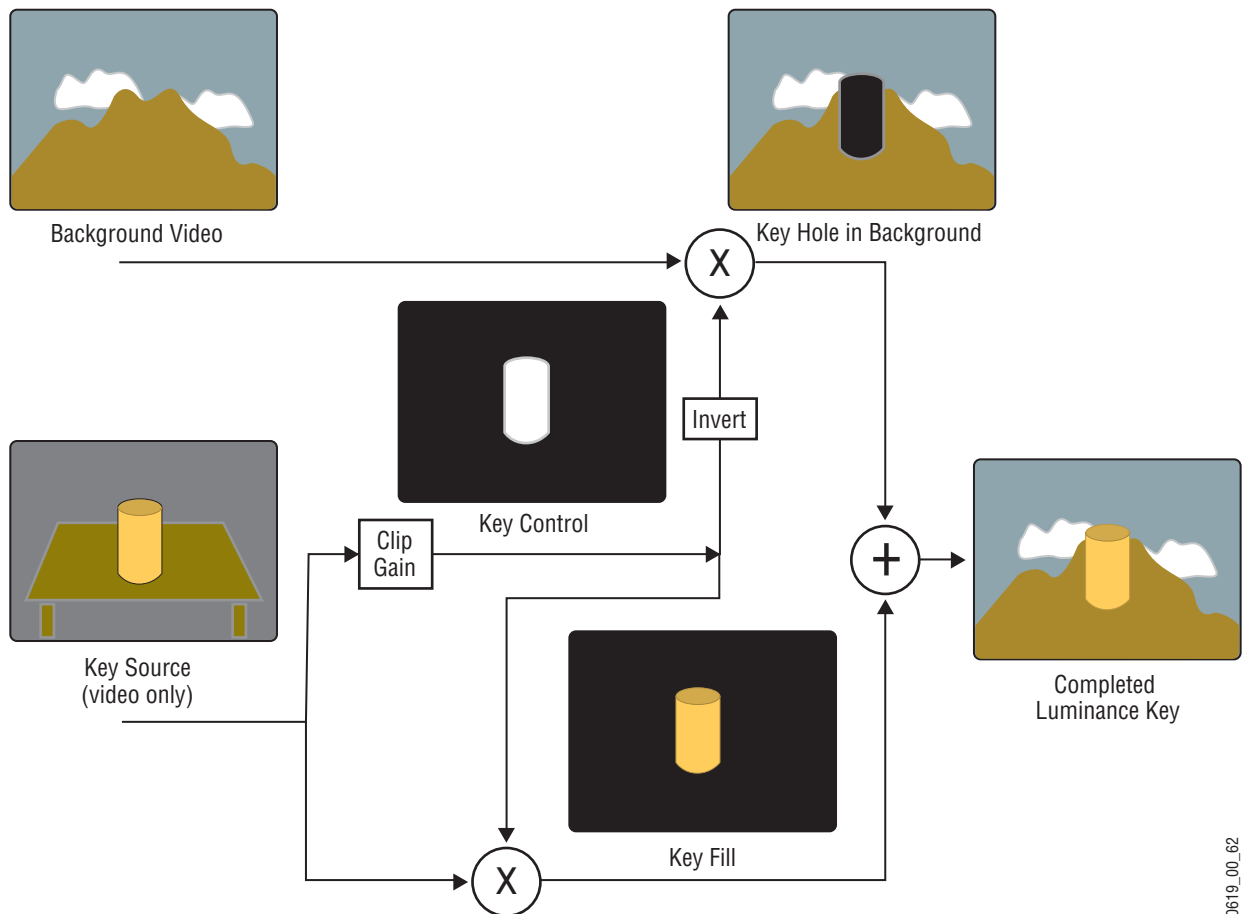 Background Video
Key Hole in Background
X
Invert
Key Control
Clip
Gain
+
Key Source
(video only)
Completed
Luminance Key
Key Fill
X
0619_00_62